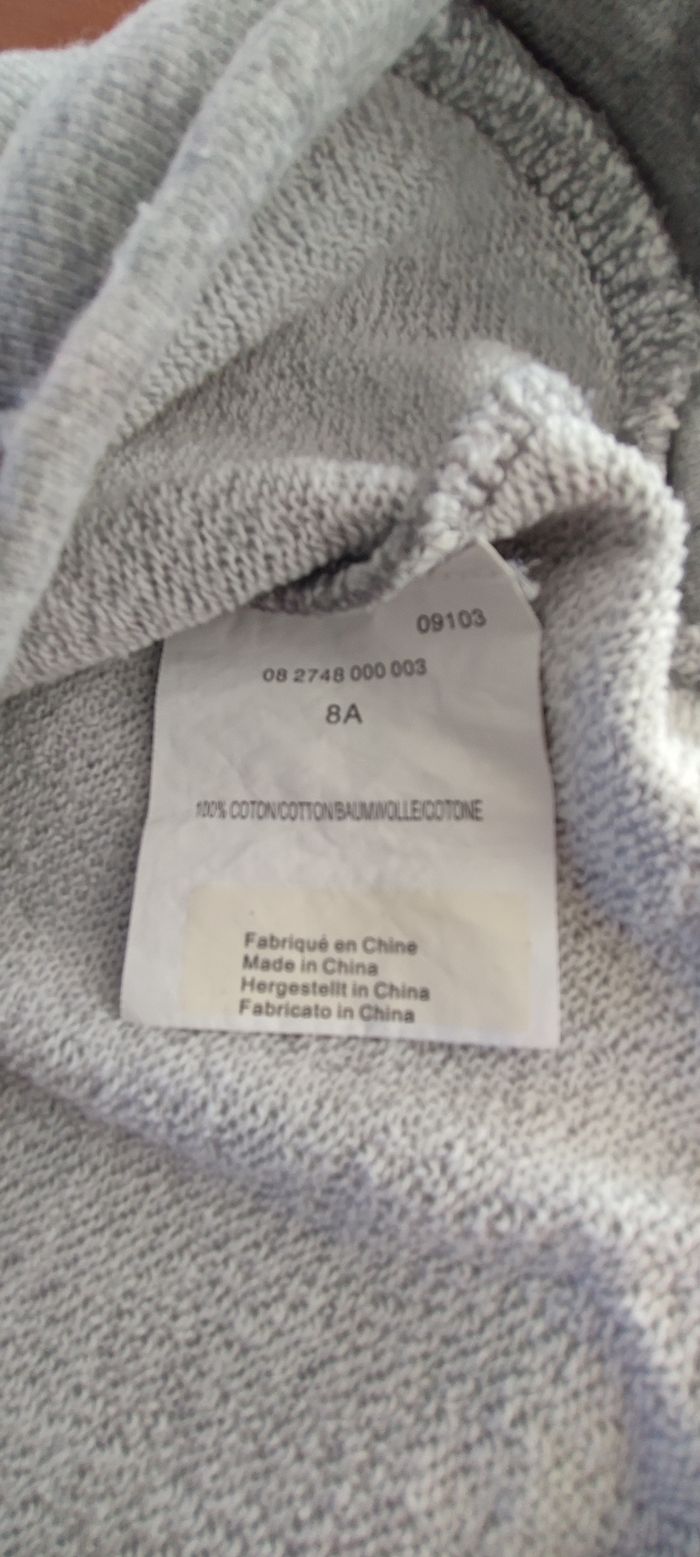 09103
08 2748 000 003
8A
100% COTON/COTTON/BAUMWOLLE/COTONE
Fabriqué en Chine
Made in China
Hergestellt in China
Fabricato in China